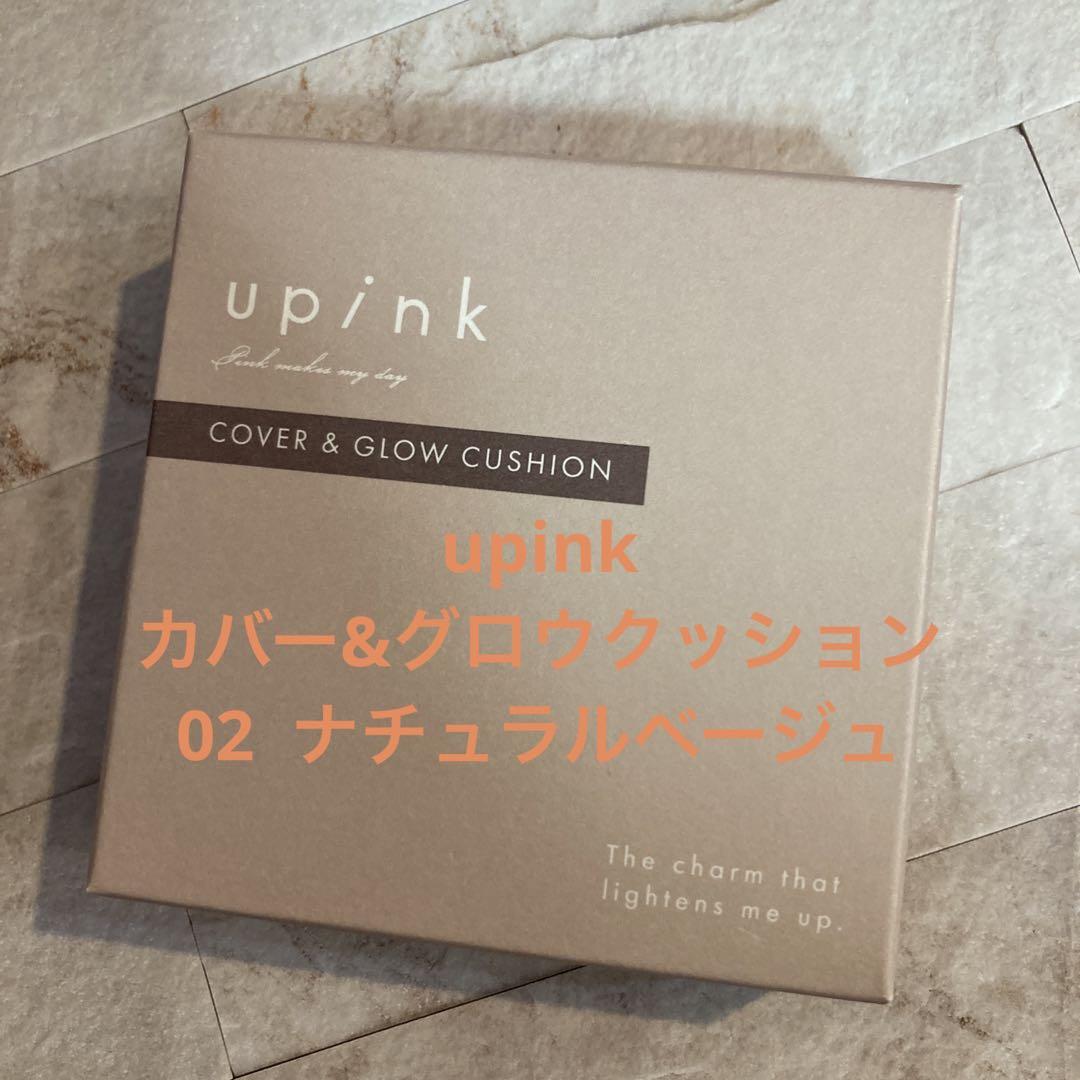 upink
Pink makes my day
COVER & GLOW CUSHION
upink
カバー&グロウクッション
02 ナチュラルベージュ
The charm that
lightens me up.